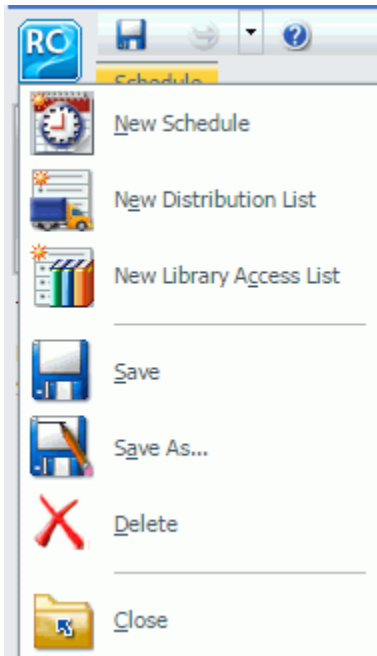 RC
Schedule
New Schedule
New Distribution List
New Library Access List
Save
Save As...
Delete
Close